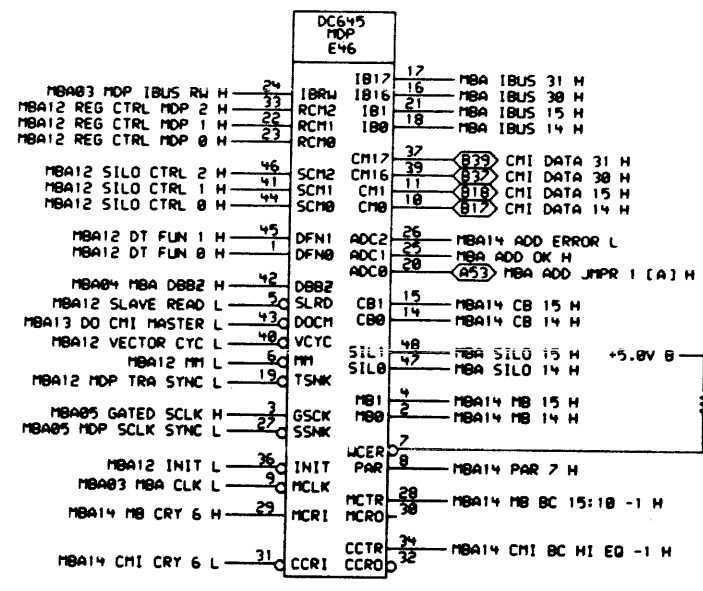 DC645
MDP
E46
MBA03 MDP IBUS RW H 24 IBRW IB17 17 MBA IBUS 31 H
MBA12 REG CTRL MDP 2 H 33 RCM2 IB16 16 MBA IBUS 30 H
MBA12 REG CTRL MDP 1 H 22 RCM1 IB1 21 MBA IBUS 15 H
MBA12 REG CTRL MDP 0 H 23 RCM0 IB0 18 MBA IBUS 14 H
MBA12 SILO CTRL 2 H 46 SCM2 CM17 37 B39 CMI DATA 31 H
MBA12 SILO CTRL 1 H 41 SCM1 CM16 39 B37 CMI DATA 30 H
MBA12 SILO CTRL 0 H 44 SCM0 CM1 11 B18 CMI DATA 15 H
CM0 10 B17 CMI DATA 14 H
MBA12 DT FUN 1 H 45 DFN1 ADC2 26 MBA14 ADD ERROR L
MBA12 DT FUN 0 H 1 DFN0 ADC1 25 MBA ADD OK H
ADC0 20 A53 MBA ADD JMPR 1 [A] H
MBA04 MBA DBBZ H 42 DBBZ
MBA12 SLAVE READ L 5 SLRD CB1 15 MBA14 CB 15 H
MBA13 DO CMI MASTER L 43 DOCM CB0 14 MBA14 CB 14 H
MBA12 VECTOR CYC L 40 VCYC
MBA12 MM L 6 MM SIL1 48 MBA SILO 15 H +5.0V B
MBA12 MDP TRA SYNC L 19 TSNK SIL0 47 MBA SILO 14 H
MBA05 GATED SCLK H 3 GSCK MB1 4 MBA14 MB 15 H
MBA05 MDP SCLK SYNC L 27 SSNK MB0 2 MBA14 MB 14 H
WCER 7
MBA12 INIT L 36 INIT PAR 8 MBA14 PAR 7 H
MBA03 MBA CLK L 9 MCLK
MBA14 MB CRY 6 H 29 MCRI MCTR 28 MBA14 MB BC 15:10 -1 H
MCRO 30
CCTR 34 MBA14 CMI BC HI EQ -1 H
MBA14 CMI CRY 6 L 31 CCRI CCRO 32